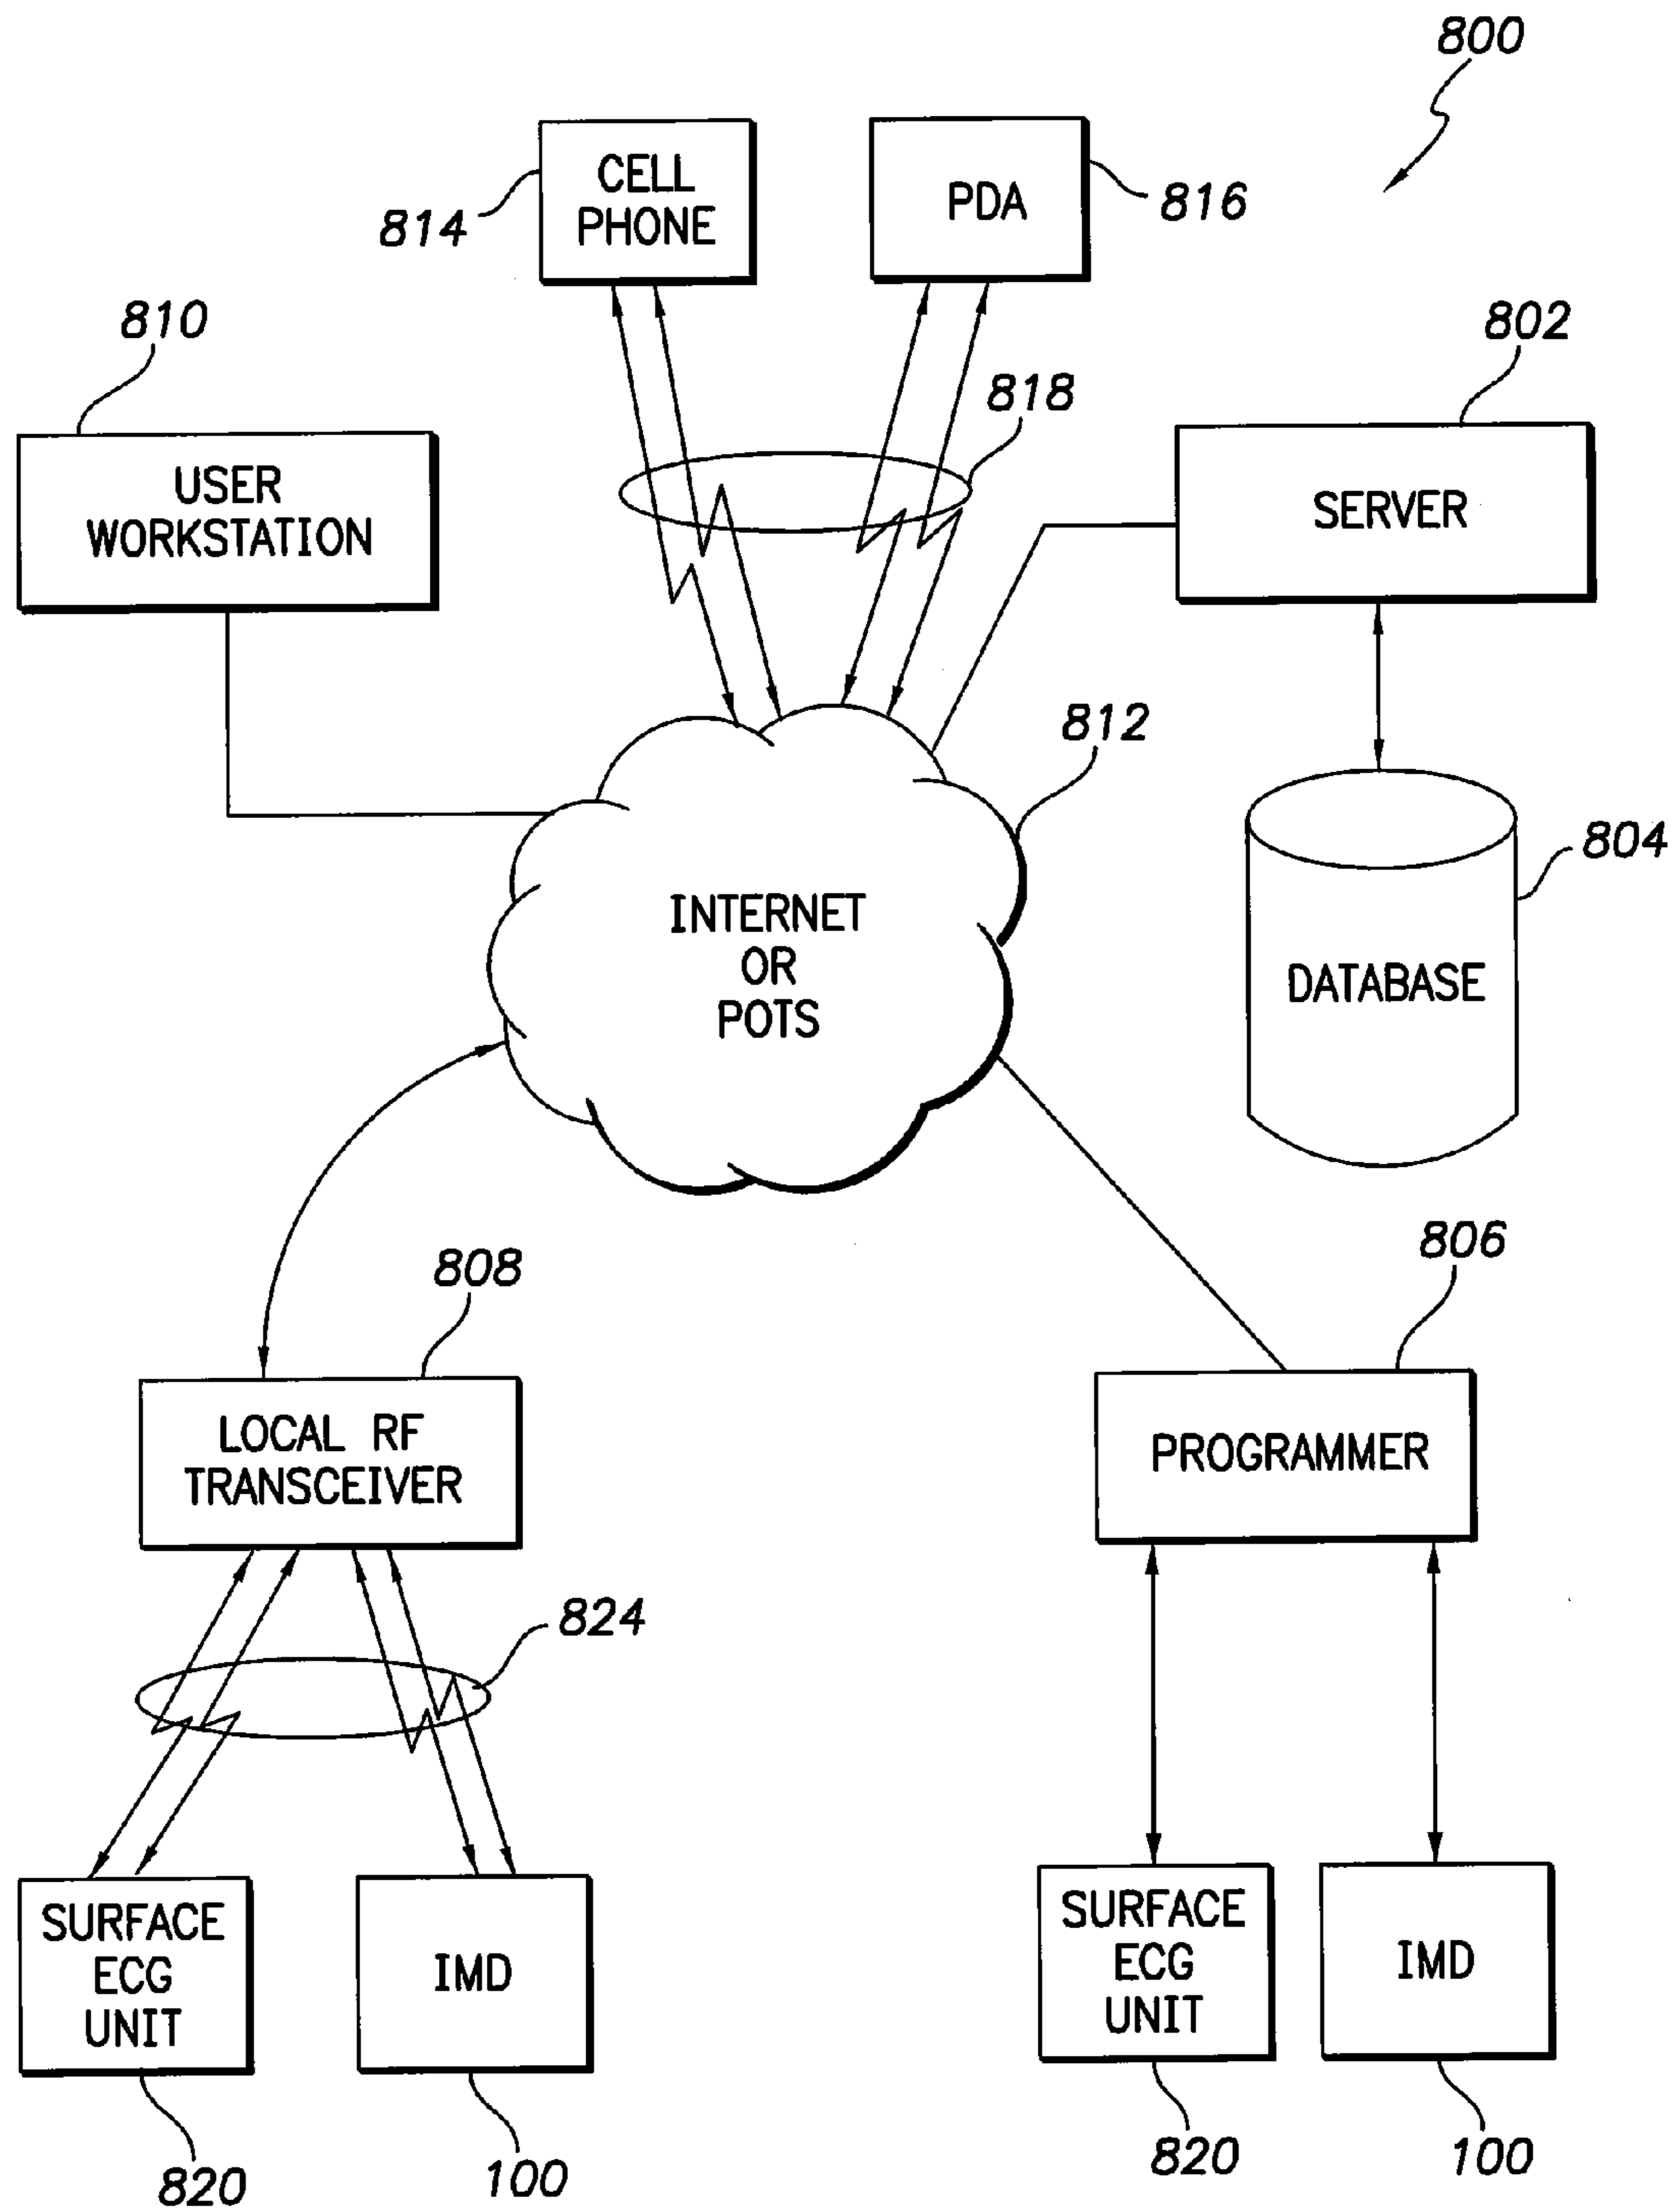 800
CELL
PHONE
814
PDA
816
810
802
818
USER
WORKSTATION
SERVER
812
804
INTERNET
OR
POTS
DATABASE
808
806
LOCAL RF
TRANSCEIVER
PROGRAMMER
824
SURFACE
ECG
UNIT
IMD
SURFACE
ECG
UNIT
IMD
820
100
820
100